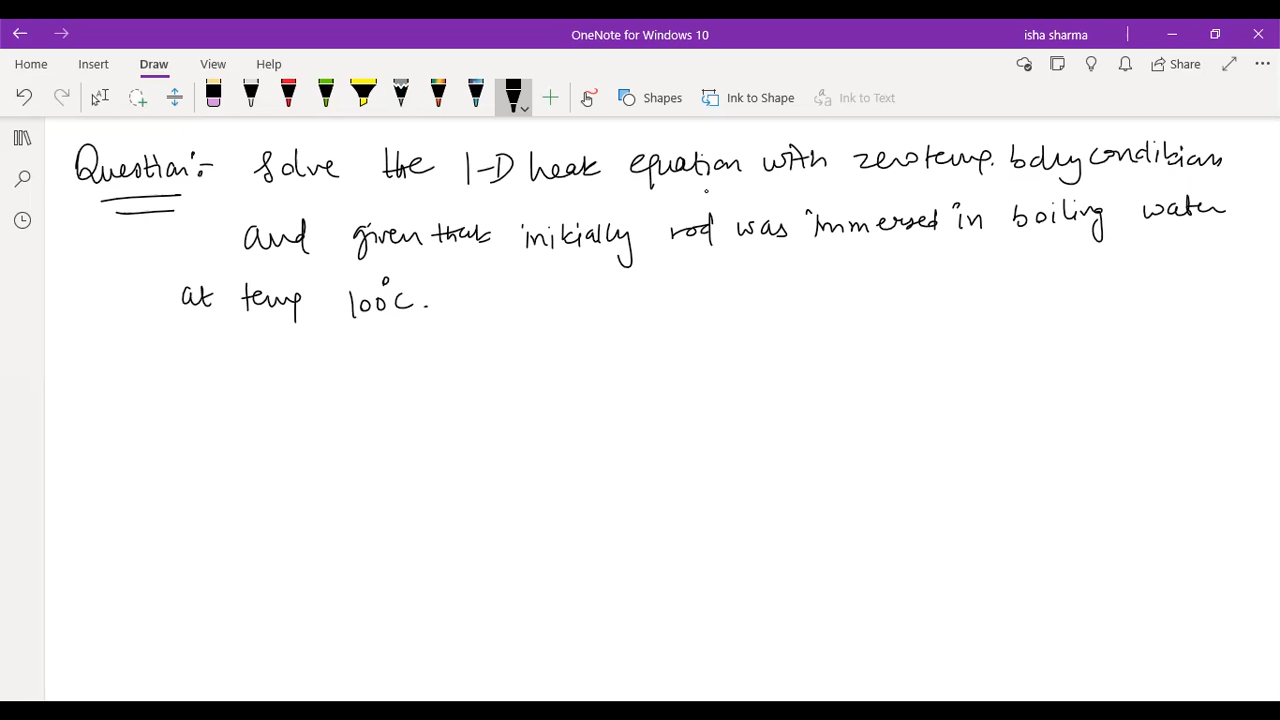 OneNote for Windows 10
isha sharma
Home Insert Draw View Help
Share
Shapes
Ink to Shape
Ink to Text
Question:- Solve the 1-D heat equation with zero temp. bdry conditions
and given that initially rod was immersed in boiling water
at temp 100°C.